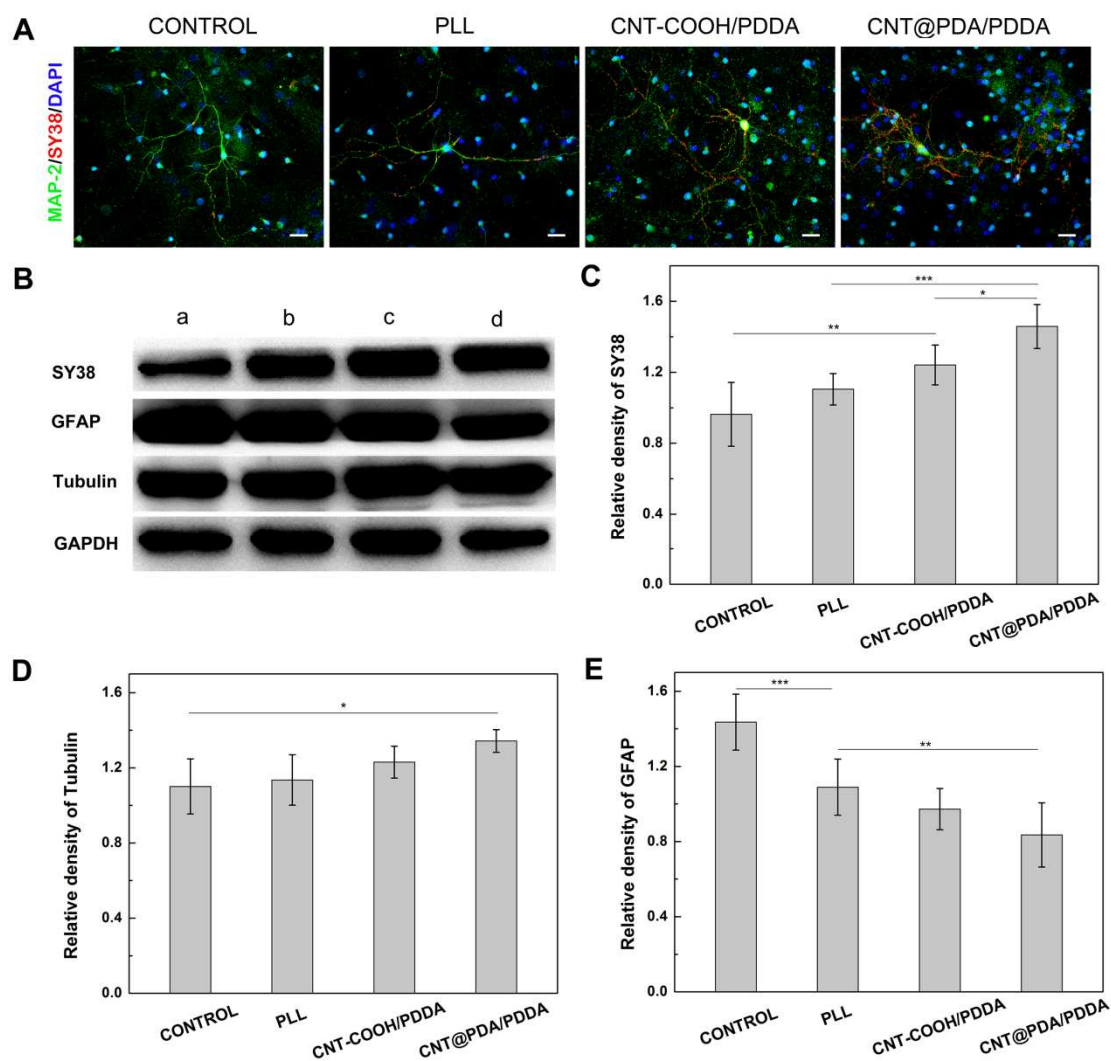 A
CONTROL
PLL
CNT-COOH/PDDA
CNT@PDA/PDDA
MAP-2/SY38/DAPI
B
a b c d
SY38
GFAP
Tubulin
GAPDH
C
Relative density of SY38
1.6
1.2
0.8
0.4
0.0
***
*
**
CONTROL
PLL
CNT-COOH/PDDA
CNT@PDA/PDDA
D
Relative density of Tubulin
1.6
1.2
0.8
0.4
0.0
*
CONTROL
PLL
CNT-COOH/PDDA
CNT@PDA/PDDA
E
Relative density of GFAP
1.6
1.2
0.8
0.4
0.0
***
**
CONTROL
PLL
CNT-COOH/PDDA
CNT@PDA/PDDA